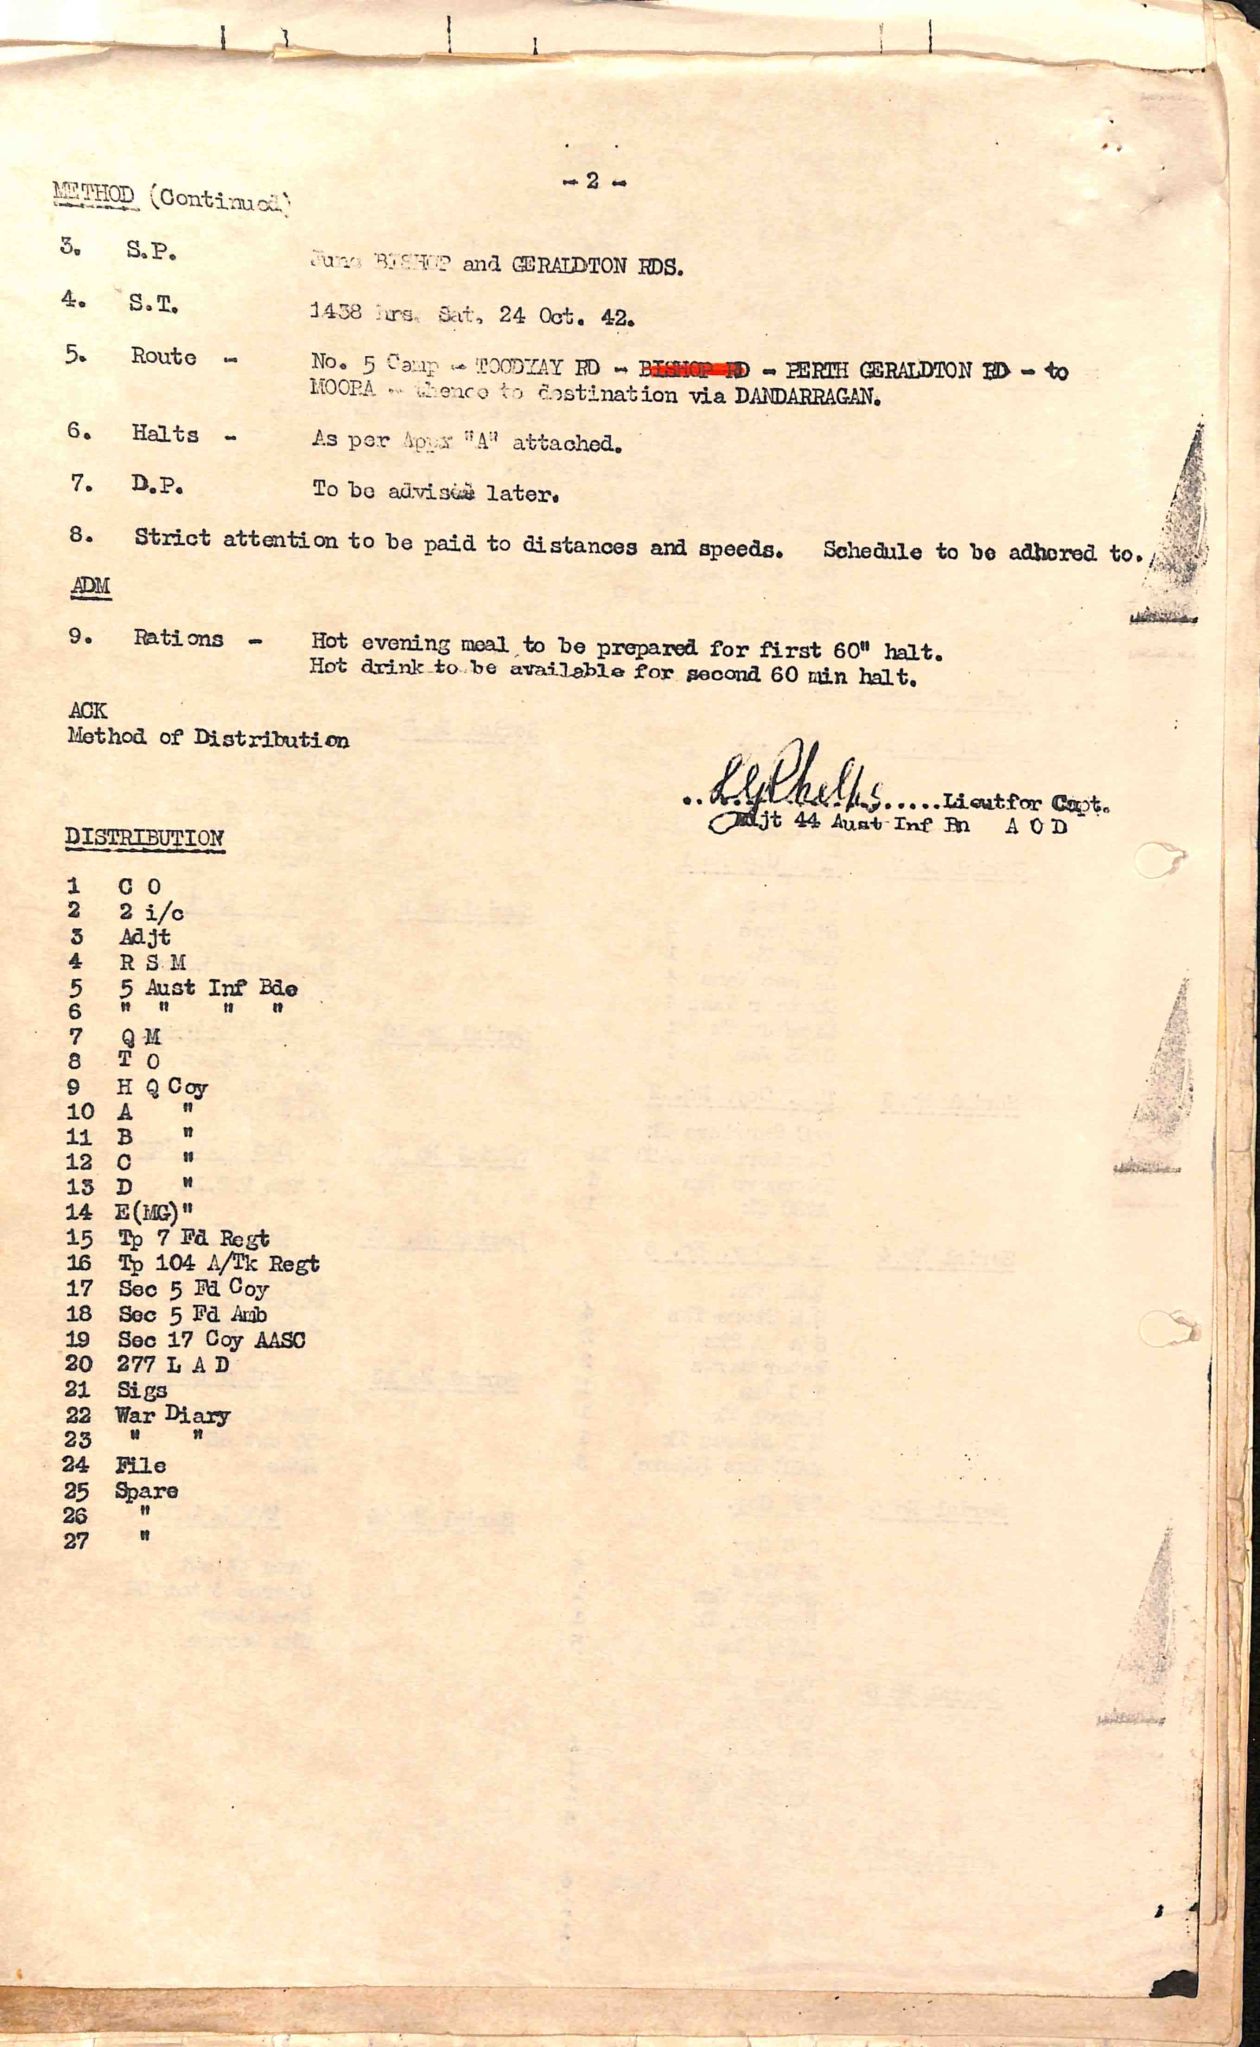 - 2 -
METHOD (Continued)
3. S.P. Junc BISHOP and GERALDTON RDS.
4. S.T. 1438 hrs. Sat. 24 Oct. 42.
5. Route - No. 5 Camp - TOODYAY RD - BISHOP RD - PERTH GERALDTON RD - to
MOORA - thence to destination via DANDARRAGAN.
6. Halts - As per Appx "A" attached.
7. D.P. To be advised later.
8. Strict attention to be paid to distances and speeds. Schedule to be adhered to.
ADM
9. Rations - Hot evening meal to be prepared for first 60" halt.
Hot drink to be available for second 60 min halt.
ACK
Method of Distribution
Phelps Lieut for Capt.
Adjt 44 Aust Inf Bn A O D
DISTRIBUTION
1 C O
2 2 i/c
3 Adjt
4 R S M
5 5 Aust Inf Bde
6 " " " "
7 Q M
8 T O
9 H Q Coy
10 A "
11 B "
12 C "
13 D "
14 E(MG)"
15 Tp 7 Fd Regt
16 Tp 104 A/Tk Regt
17 Sec 5 Fd Coy
18 Sec 5 Fd Amb
19 Sec 17 Coy AASC
20 277 L A D
21 Sigs
22 War Diary
23 " "
24 File
25 Spare
26 "
27 "